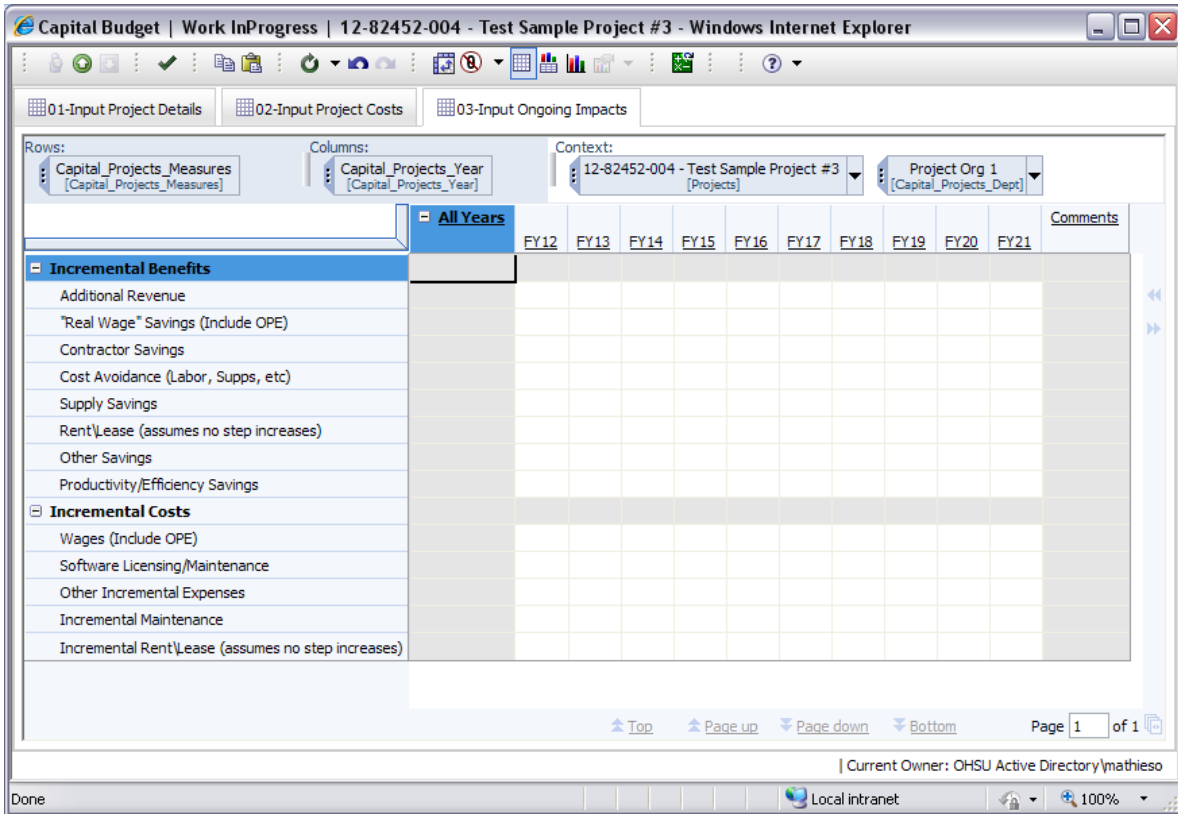 Capital Budget | Work InProgress | 12-82452-004 - Test Sample Project #3 - Windows Internet Explorer
01-Input Project Details 02-Input Project Costs 03-Input Ongoing Impacts
Rows: Columns: Context:
Capital_Projects_Measures Capital_Projects_Year 12-82452-004 - Test Sample Project #3 Project Org 1
[Capital_Projects_Measures] [Capital_Projects_Year] [Projects] [Capital_Projects_Dept]
All Years Comments
FY12 FY13 FY14 FY15 FY16 FY17 FY18 FY19 FY20 FY21
Incremental Benefits
Additional Revenue
"Real Wage" Savings (Include OPE)
Contractor Savings
Cost Avoidance (Labor, Supps, etc)
Supply Savings
Rent\Lease (assumes no step increases)
Other Savings
Productivity/Efficiency Savings
Incremental Costs
Wages (Include OPE)
Software Licensing/Maintenance
Other Incremental Expenses
Incremental Maintenance
Incremental Rent\Lease (assumes no step increases)
Top Page up Page down Bottom Page 1 of 1
Current Owner: OHSU Active Directory\mathieso
Done Local intranet 100%